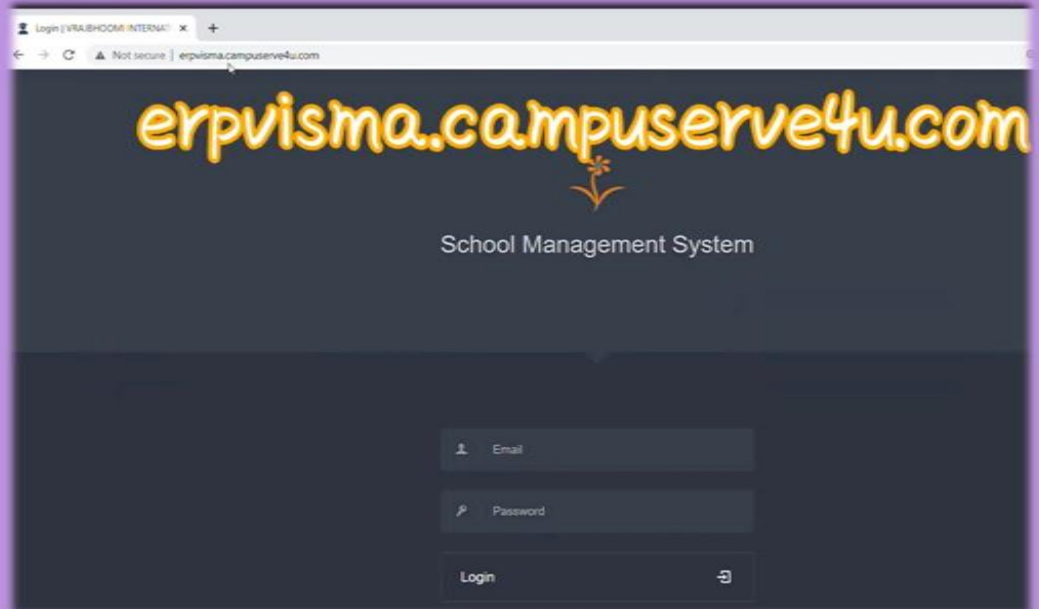 Login | VRAJBHOOMI INTERNATI
Not secure | erpvisma.campuserve4u.com
erpvisma.campuserve4u.com
School Management System
Email
Password
Login